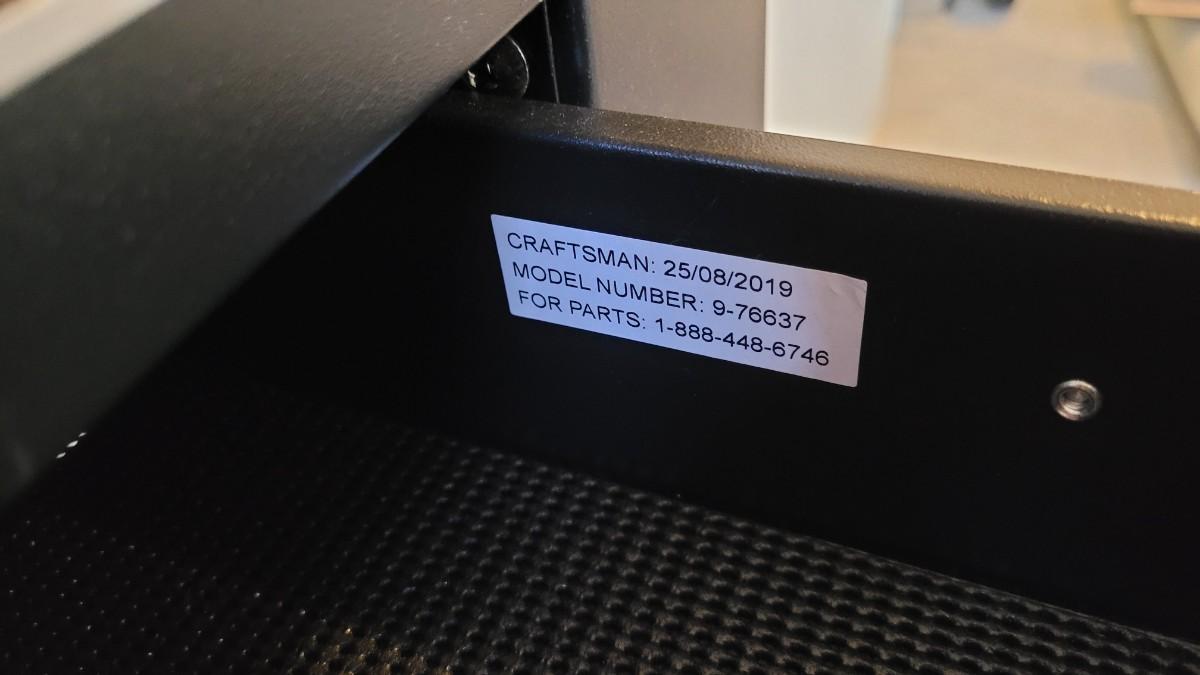 CRAFTSMAN: 25/08/2019
MODEL NUMBER: 9-76637
FOR PARTS: 1-888-448-6746